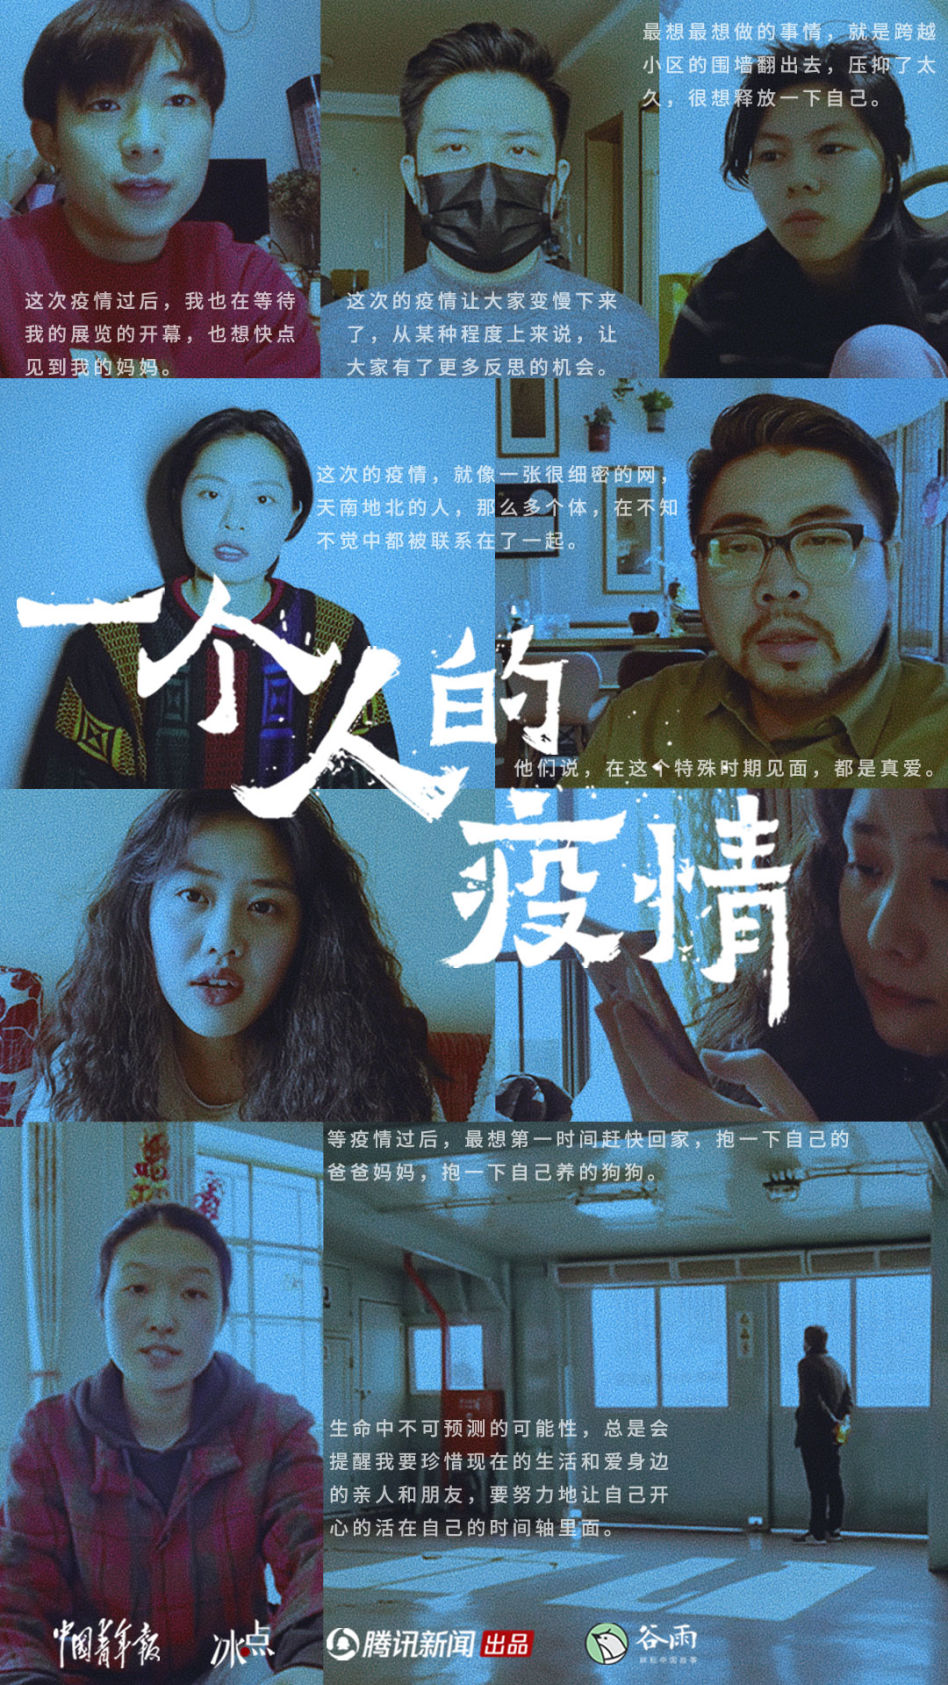 最想最想做的事情，就是跨越
小区的围墙翻出去，压抑了太
久，很想释放一下自己。
这次疫情过后，我也在等待
我的展览的开幕，也想快点
见到我的妈妈。
这次的疫情让大家变慢下来
了，从某种程度上来说，让
大家有了更多反思的机会。
这次的疫情，就像一张很细密的网，
天南地北的人，那么多个体，在不知
不觉中都被联系在了一起。
一个人的
疫情
他们说，在这个特殊时期见面，都是真爱。
等疫情过后，最想第一时间赶快回家，抱一下自己的
爸爸妈妈，抱一下自己养的狗狗。
生命中不可预测的可能性，总是会
提醒我要珍惜现在的生活和爱身边
的亲人和朋友，要努力地让自己开
心的活在自己的时间轴里面。
中國青年报
冰点
腾讯新闻 出品
谷雨